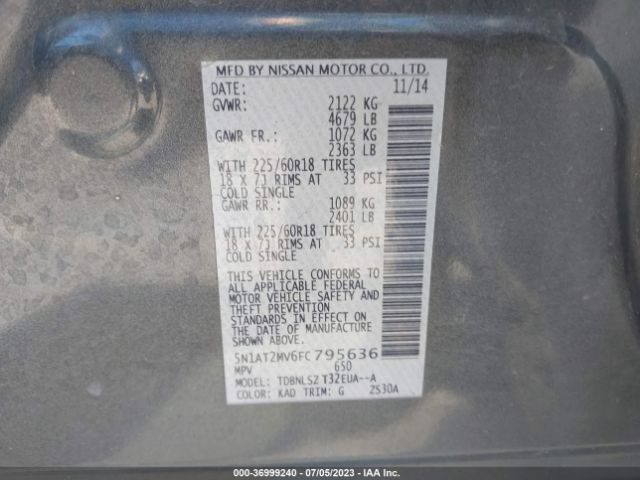 MFD BY NISSAN MOTOR CO., LTD.
DATE: 11/14
GVWR: 2122 KG
4679 LB
GAWR FR.: 1072 KG
2363 LB
WITH 225/60R18 TIRES
18 X 7J RIMS AT 33 PSI
COLD SINGLE
GAWR RR.: 1089 KG
2401 LB
WITH 225/60R18 TIRES
18 X 7J RIMS AT 33 PSI
COLD SINGLE
THIS VEHICLE CONFORMS TO
ALL APPLICABLE FEDERAL
MOTOR VEHICLE SAFETY AND
THEFT PREVENTION
STANDARDS IN EFFECT ON
THE DATE OF MANUFACTURE
SHOWN ABOVE.
5N1AT2MV6FC795636
MPV 650
MODEL: TDBNLSZ T32EUA--A
COLOR: KAD TRIM: G 2S30A
000-36999240 - 07/05/2023 - IAA Inc.